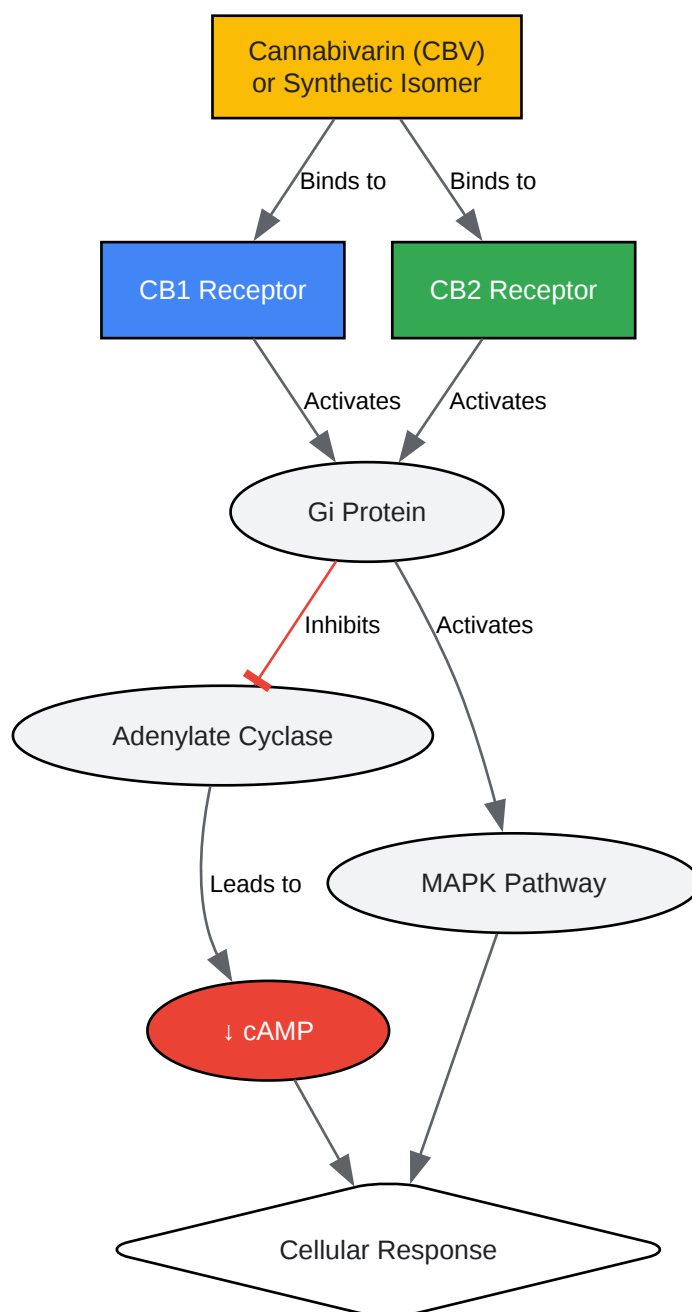 Cannabivarin (CBV)
or Synthetic Isomer
Binds to
Binds to
CB1 Receptor
CB2 Receptor
Activates
Activates
Gi Protein
Inhibits
Activates
Adenylate Cyclase
Leads to
MAPK Pathway
↓ cAMP
Cellular Response